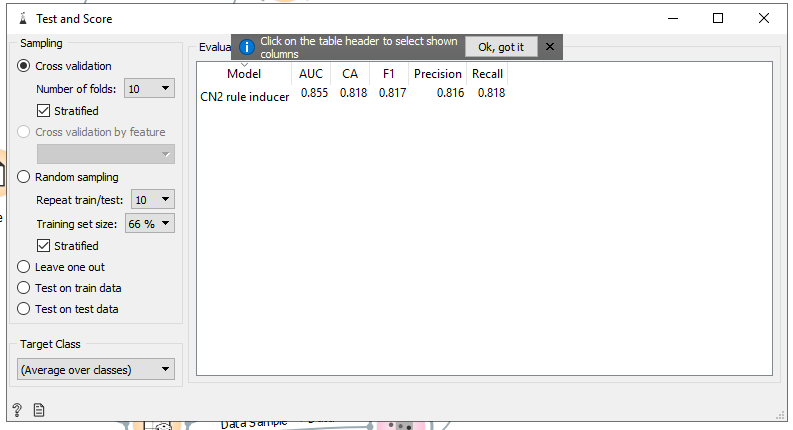 Test and Score
Sampling
Cross validation
Number of folds: 10
Stratified
Cross validation by feature
Random sampling
Repeat train/test: 10
Training set size: 66 %
Stratified
Leave one out
Test on train data
Test on test data
Target Class
(Average over classes)
Click on the table header to select shown
columns
Ok, got it
Model AUC CA F1 Precision Recall
CN2 rule inducer 0.855 0.818 0.817 0.816 0.818
?
Data Sample